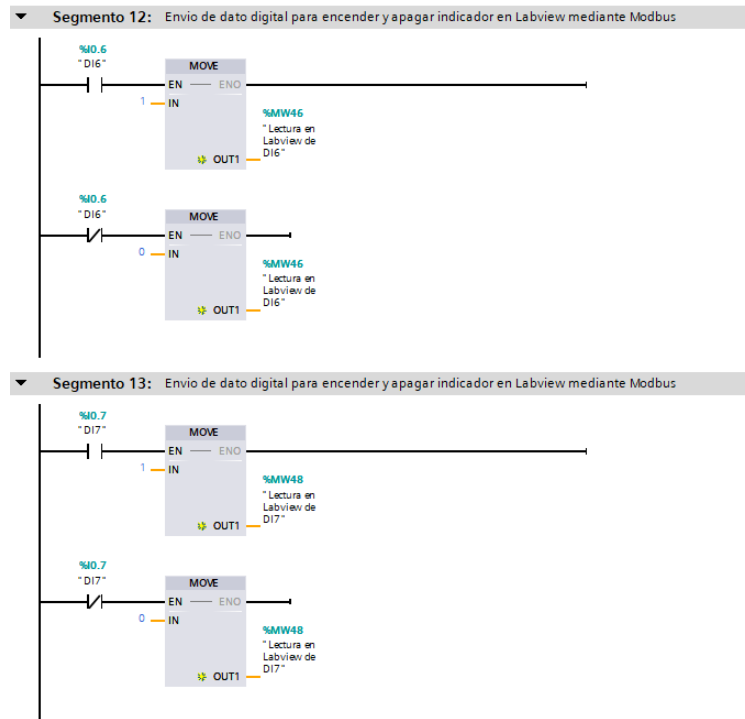 Segmento 12: Envio de dato digital para encender y apagar indicador en Labview mediante Modbus
%I0.6
"DI6"
MOVE
EN ENO
1 IN
%MW46
"Lectura en
Labview de
DI6"
OUT1
%I0.6
"DI6"
MOVE
EN ENO
0 IN
%MW46
"Lectura en
Labview de
DI6"
OUT1
Segmento 13: Envio de dato digital para encender y apagar indicador en Labview mediante Modbus
%I0.7
"DI7"
MOVE
EN ENO
1 IN
%MW48
"Lectura en
Labview de
DI7"
OUT1
%I0.7
"DI7"
MOVE
EN ENO
0 IN
%MW48
"Lectura en
Labview de
DI7"
OUT1